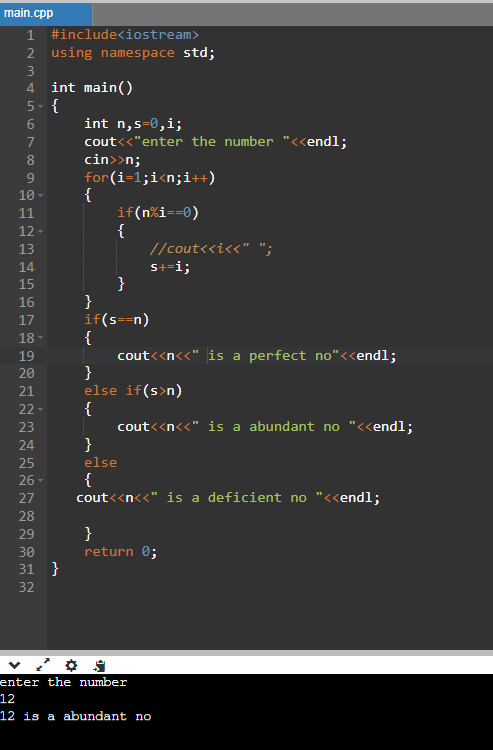 main.cpp
1 #include<iostream>
2 using namespace std;
3
4 int main()
5 {
6     int n,s=0,i;
7     cout<<"enter the number "<<endl;
8     cin>>n;
9     for(i=1;i<n;i++)
10     {
11         if(n%i==0)
12         {
13             //cout<<i<<" ";
14             s+=i;
15         }
16     }
17     if(s==n)
18     {
19         cout<<n<<" is a perfect no"<<endl;
20     }
21     else if(s>n)
22     {
23         cout<<n<<" is a abundant no "<<endl;
24     }
25     else
26     {
27    cout<<n<<" is a deficient no "<<endl;
28
29     }
30     return 0;
31 }
32
enter the number
12
12 is a abundant no